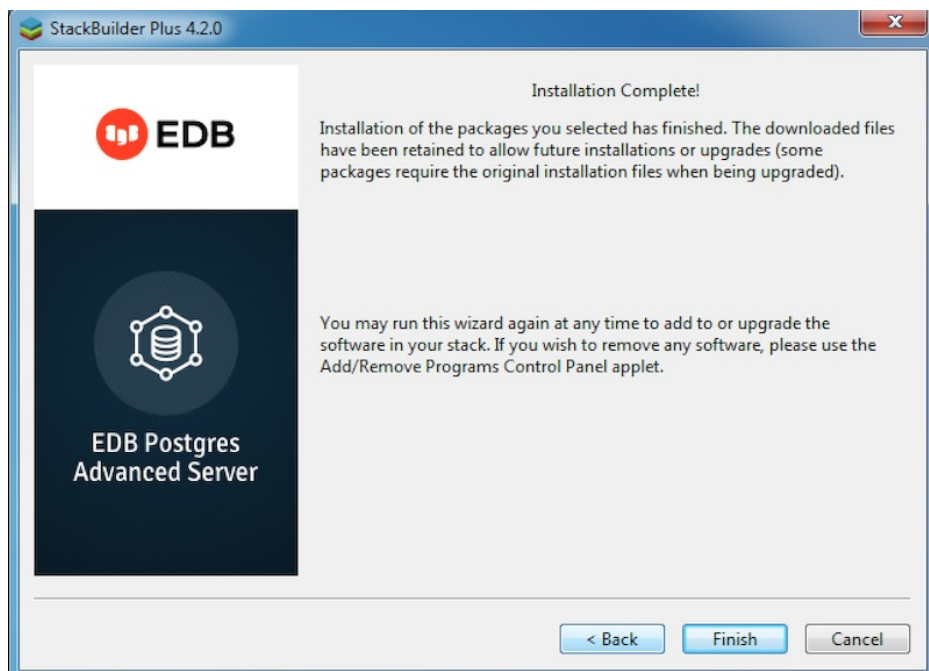 StackBuilder Plus 4.2.0
EDB
Installation Complete!
Installation of the packages you selected has finished. The downloaded files
have been retained to allow future installations or upgrades (some
packages require the original installation files when being upgraded).
You may run this wizard again at any time to add to or upgrade the
software in your stack. If you wish to remove any software, please use the
Add/Remove Programs Control Panel applet.
EDB Postgres
Advanced Server
< Back
Finish
Cancel